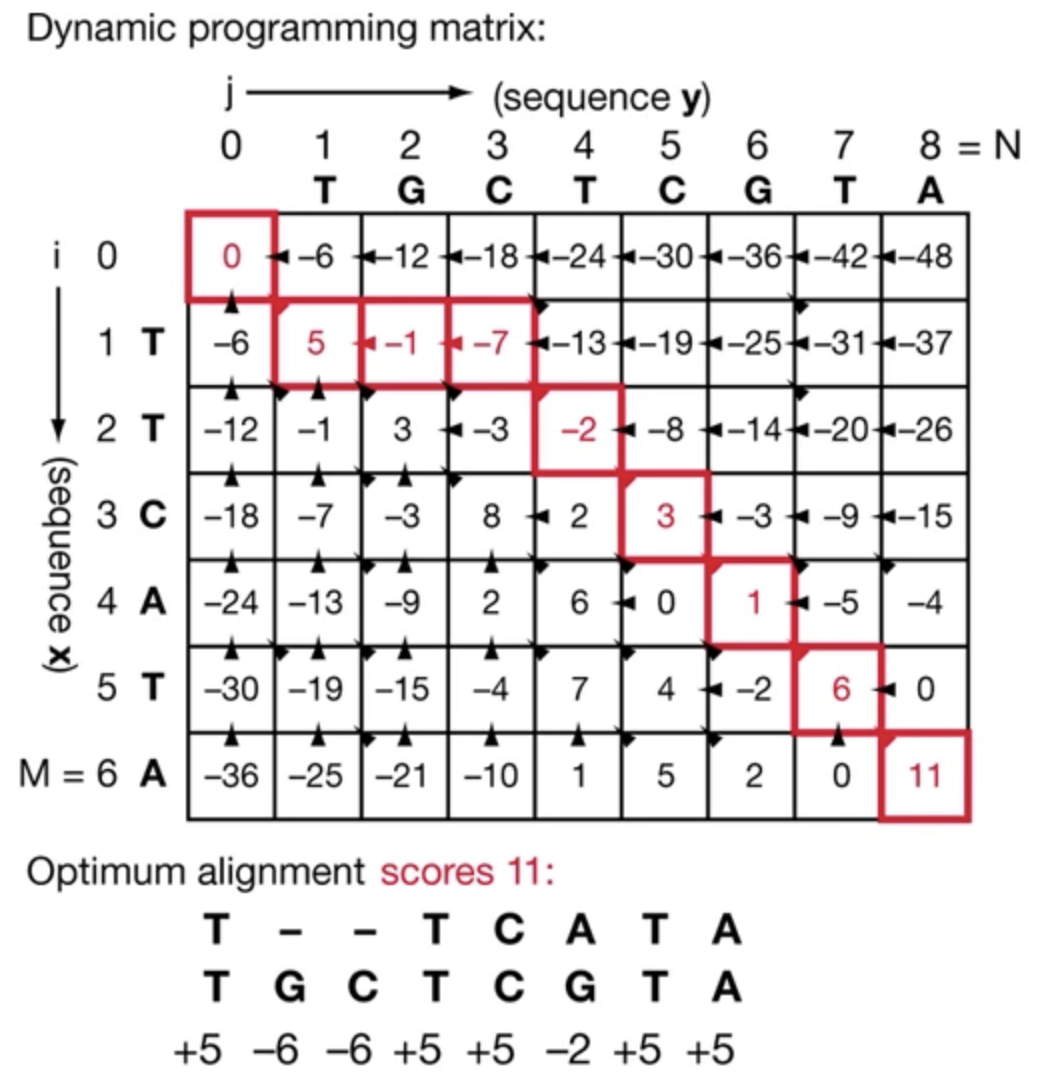 Dynamic programming matrix:
j (sequence y)
0 1 2 3 4 5 6 7 8 = N
T G C T C G T A
i 0 0 –6 –12 –18 –24 –30 –36 –42 –48
1 T –6 5 –1 –7 –13 –19 –25 –31 –37
2 T –12 –1 3 –3 –2 –8 –14 –20 –26
3 C –18 –7 –3 8 2 3 –3 –9 –15
4 A –24 –13 –9 2 6 0 1 –5 –4
5 T –30 –19 –15 –4 7 4 –2 6 0
M = 6 A –36 –25 –21 –10 1 5 2 0 11
(sequence x)
Optimum alignment scores 11:
T – – T C A T A
T G C T C G T A
+5 –6 –6 +5 +5 –2 +5 +5